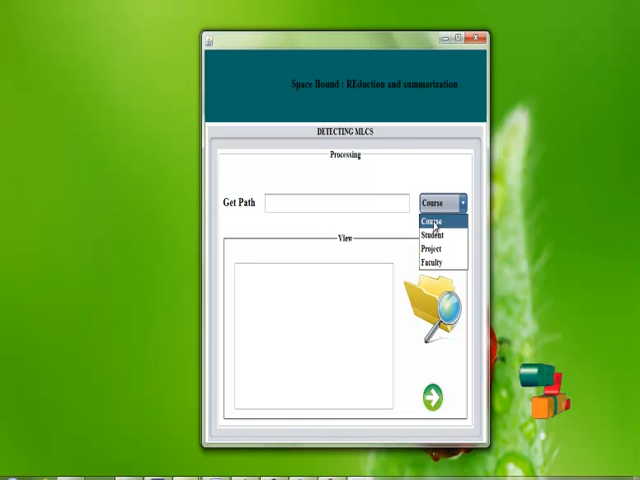 Space Bound : REduction and summarization
DETECTING MLCS
Processing
Get Path
Course
Course
Student
Project
Faculty
View